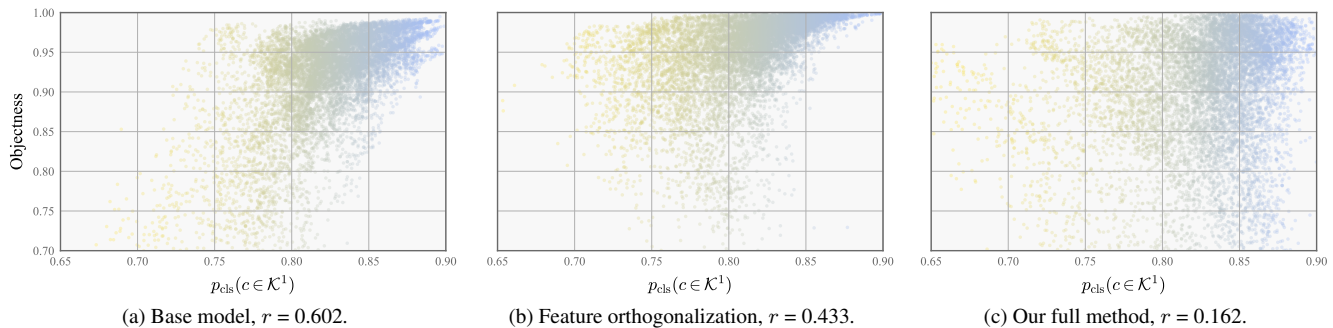 Objectness
1.00
0.95
0.90
0.85
0.80
0.75
0.70
0.65 0.70 0.75 0.80 0.85 0.90
p_cls(c ∈ 𝒦¹)
(a) Base model, r = 0.602.
0.65 0.70 0.75 0.80 0.85 0.90
p_cls(c ∈ 𝒦¹)
(b) Feature orthogonalization, r = 0.433.
0.65 0.70 0.75 0.80 0.85 0.90
p_cls(c ∈ 𝒦¹)
(c) Our full method, r = 0.162.